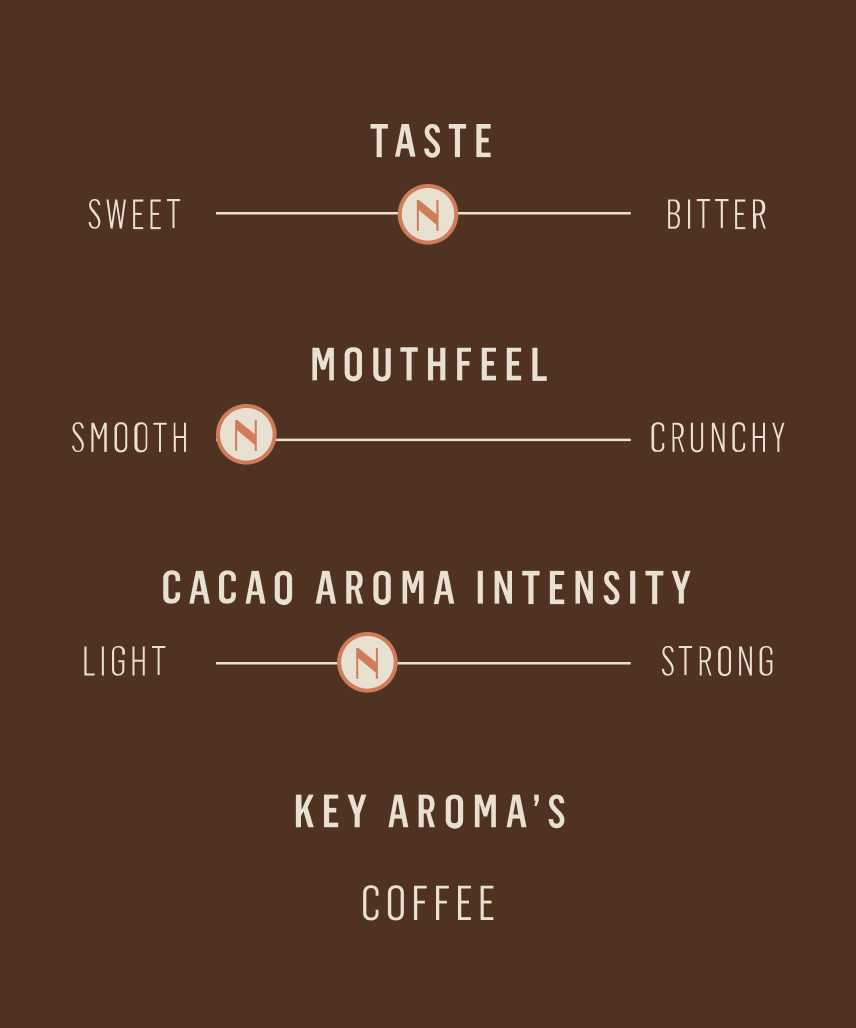 TASTE
SWEET N BITTER
MOUTHFEEL
SMOOTH N CRUNCHY
CACAO AROMA INTENSITY
LIGHT N STRONG
KEY AROMA’S
COFFEE